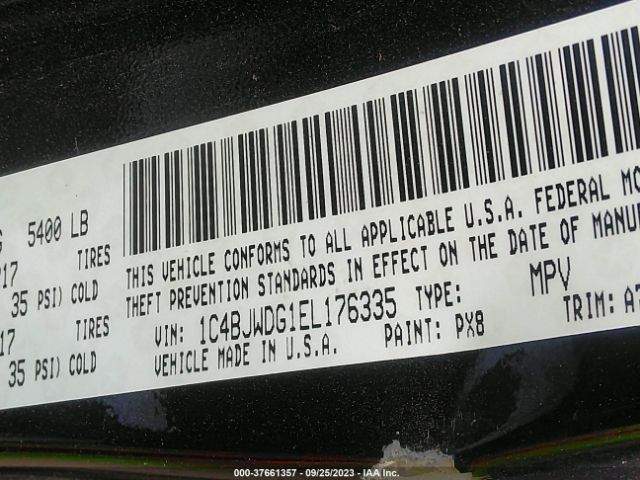 G 5400 LB
17 TIRES
35 PSI) COLD
17 TIRES
35 PSI) COLD
THIS VEHICLE CONFORMS TO ALL APPLICABLE U.S.A. FEDERAL MO
THEFT PREVENTION STANDARDS IN EFFECT ON THE DATE OF MANU
VIN: 1C4BJWDG1EL176335 TYPE: MPV
VEHICLE MADE IN U.S.A. PAINT: PX8 TRIM: A7
000-37661357 - 09/25/2023 - IAA Inc.